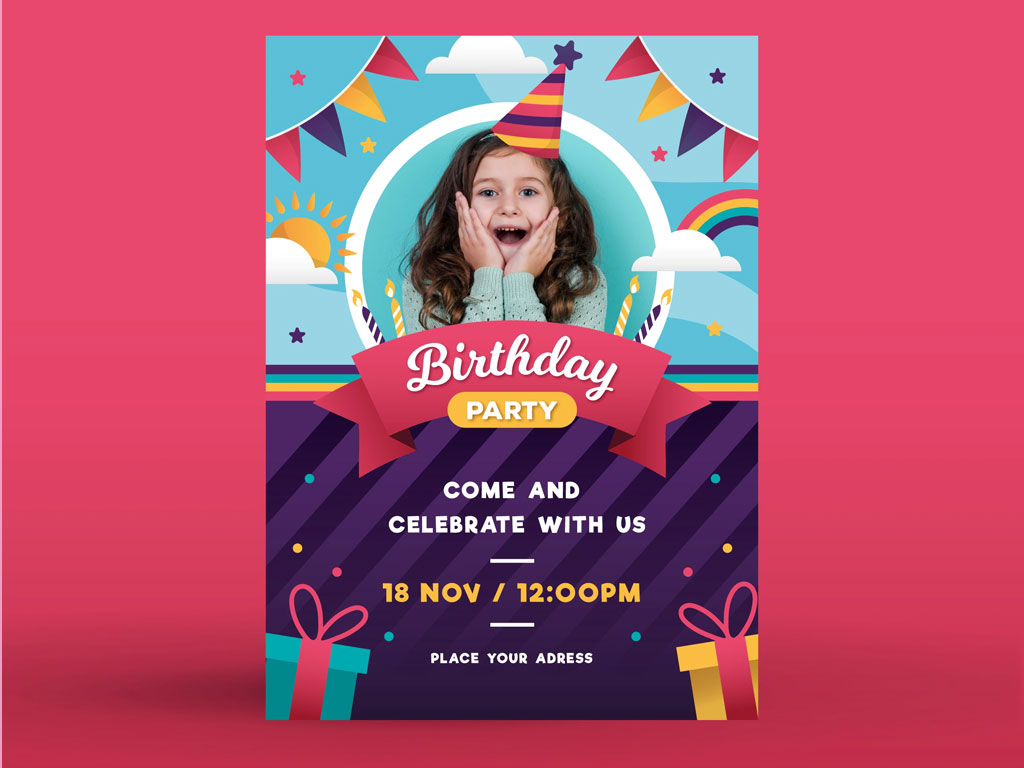 Birthday
PARTY
COME AND
CELEBRATE WITH US
18 NOV / 12:00PM
PLACE YOUR ADRESS